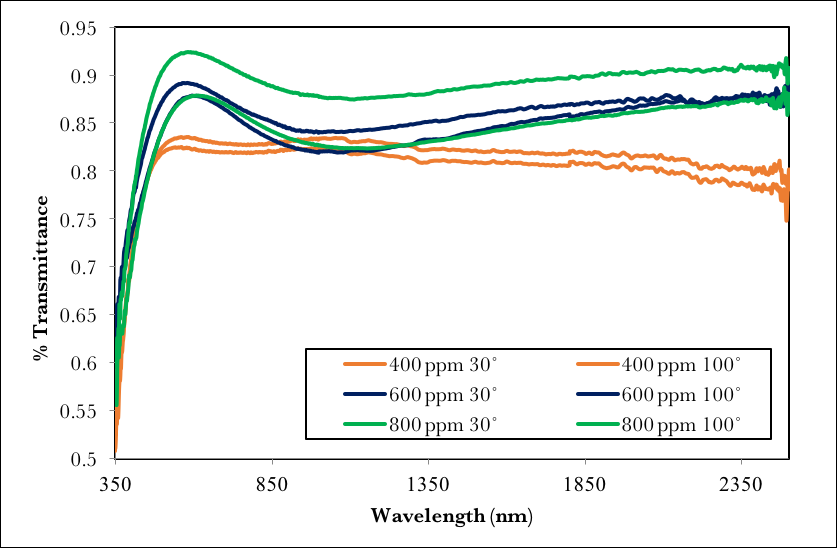 0.95
0.9
0.85
0.8
0.75
0.7
0.65
0.6
0.55
0.5
% Transmittance
400 ppm 30° 400 ppm 100°
600 ppm 30° 600 ppm 100°
800 ppm 30° 800 ppm 100°
350 850 1350 1850 2350
Wavelength (nm)